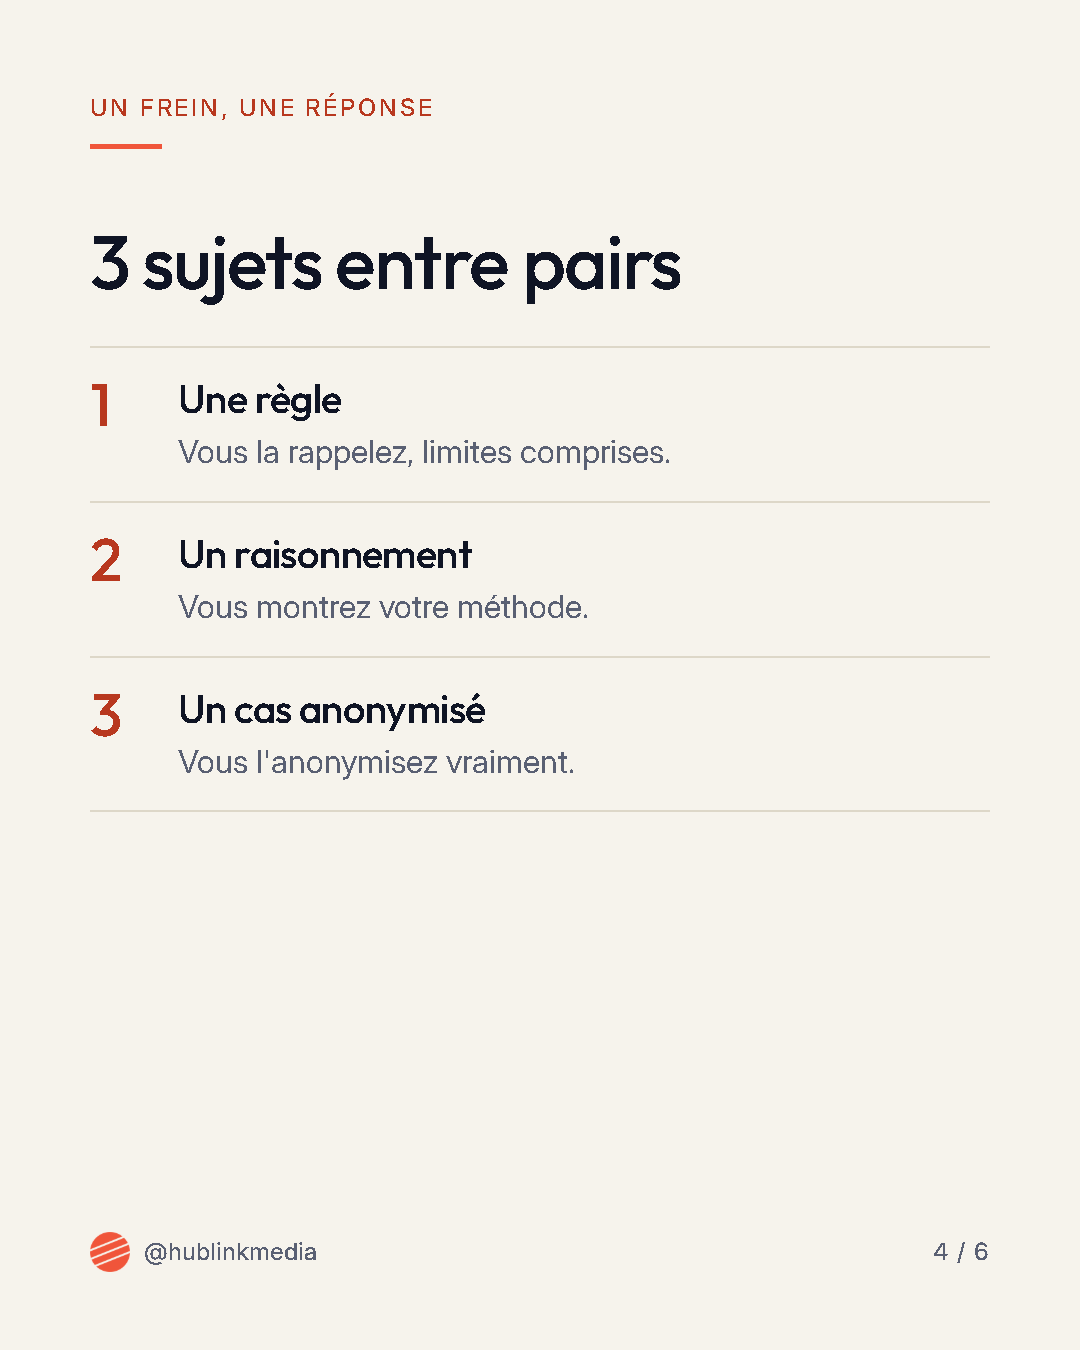 UN FREIN, UNE RÉPONSE
3 sujets entre pairs
1 Une règle
Vous la rappelez, limites comprises.
2 Un raisonnement
Vous montrez votre méthode.
3 Un cas anonymisé
Vous l'anonymisez vraiment.
@hublinkmedia 4 / 6